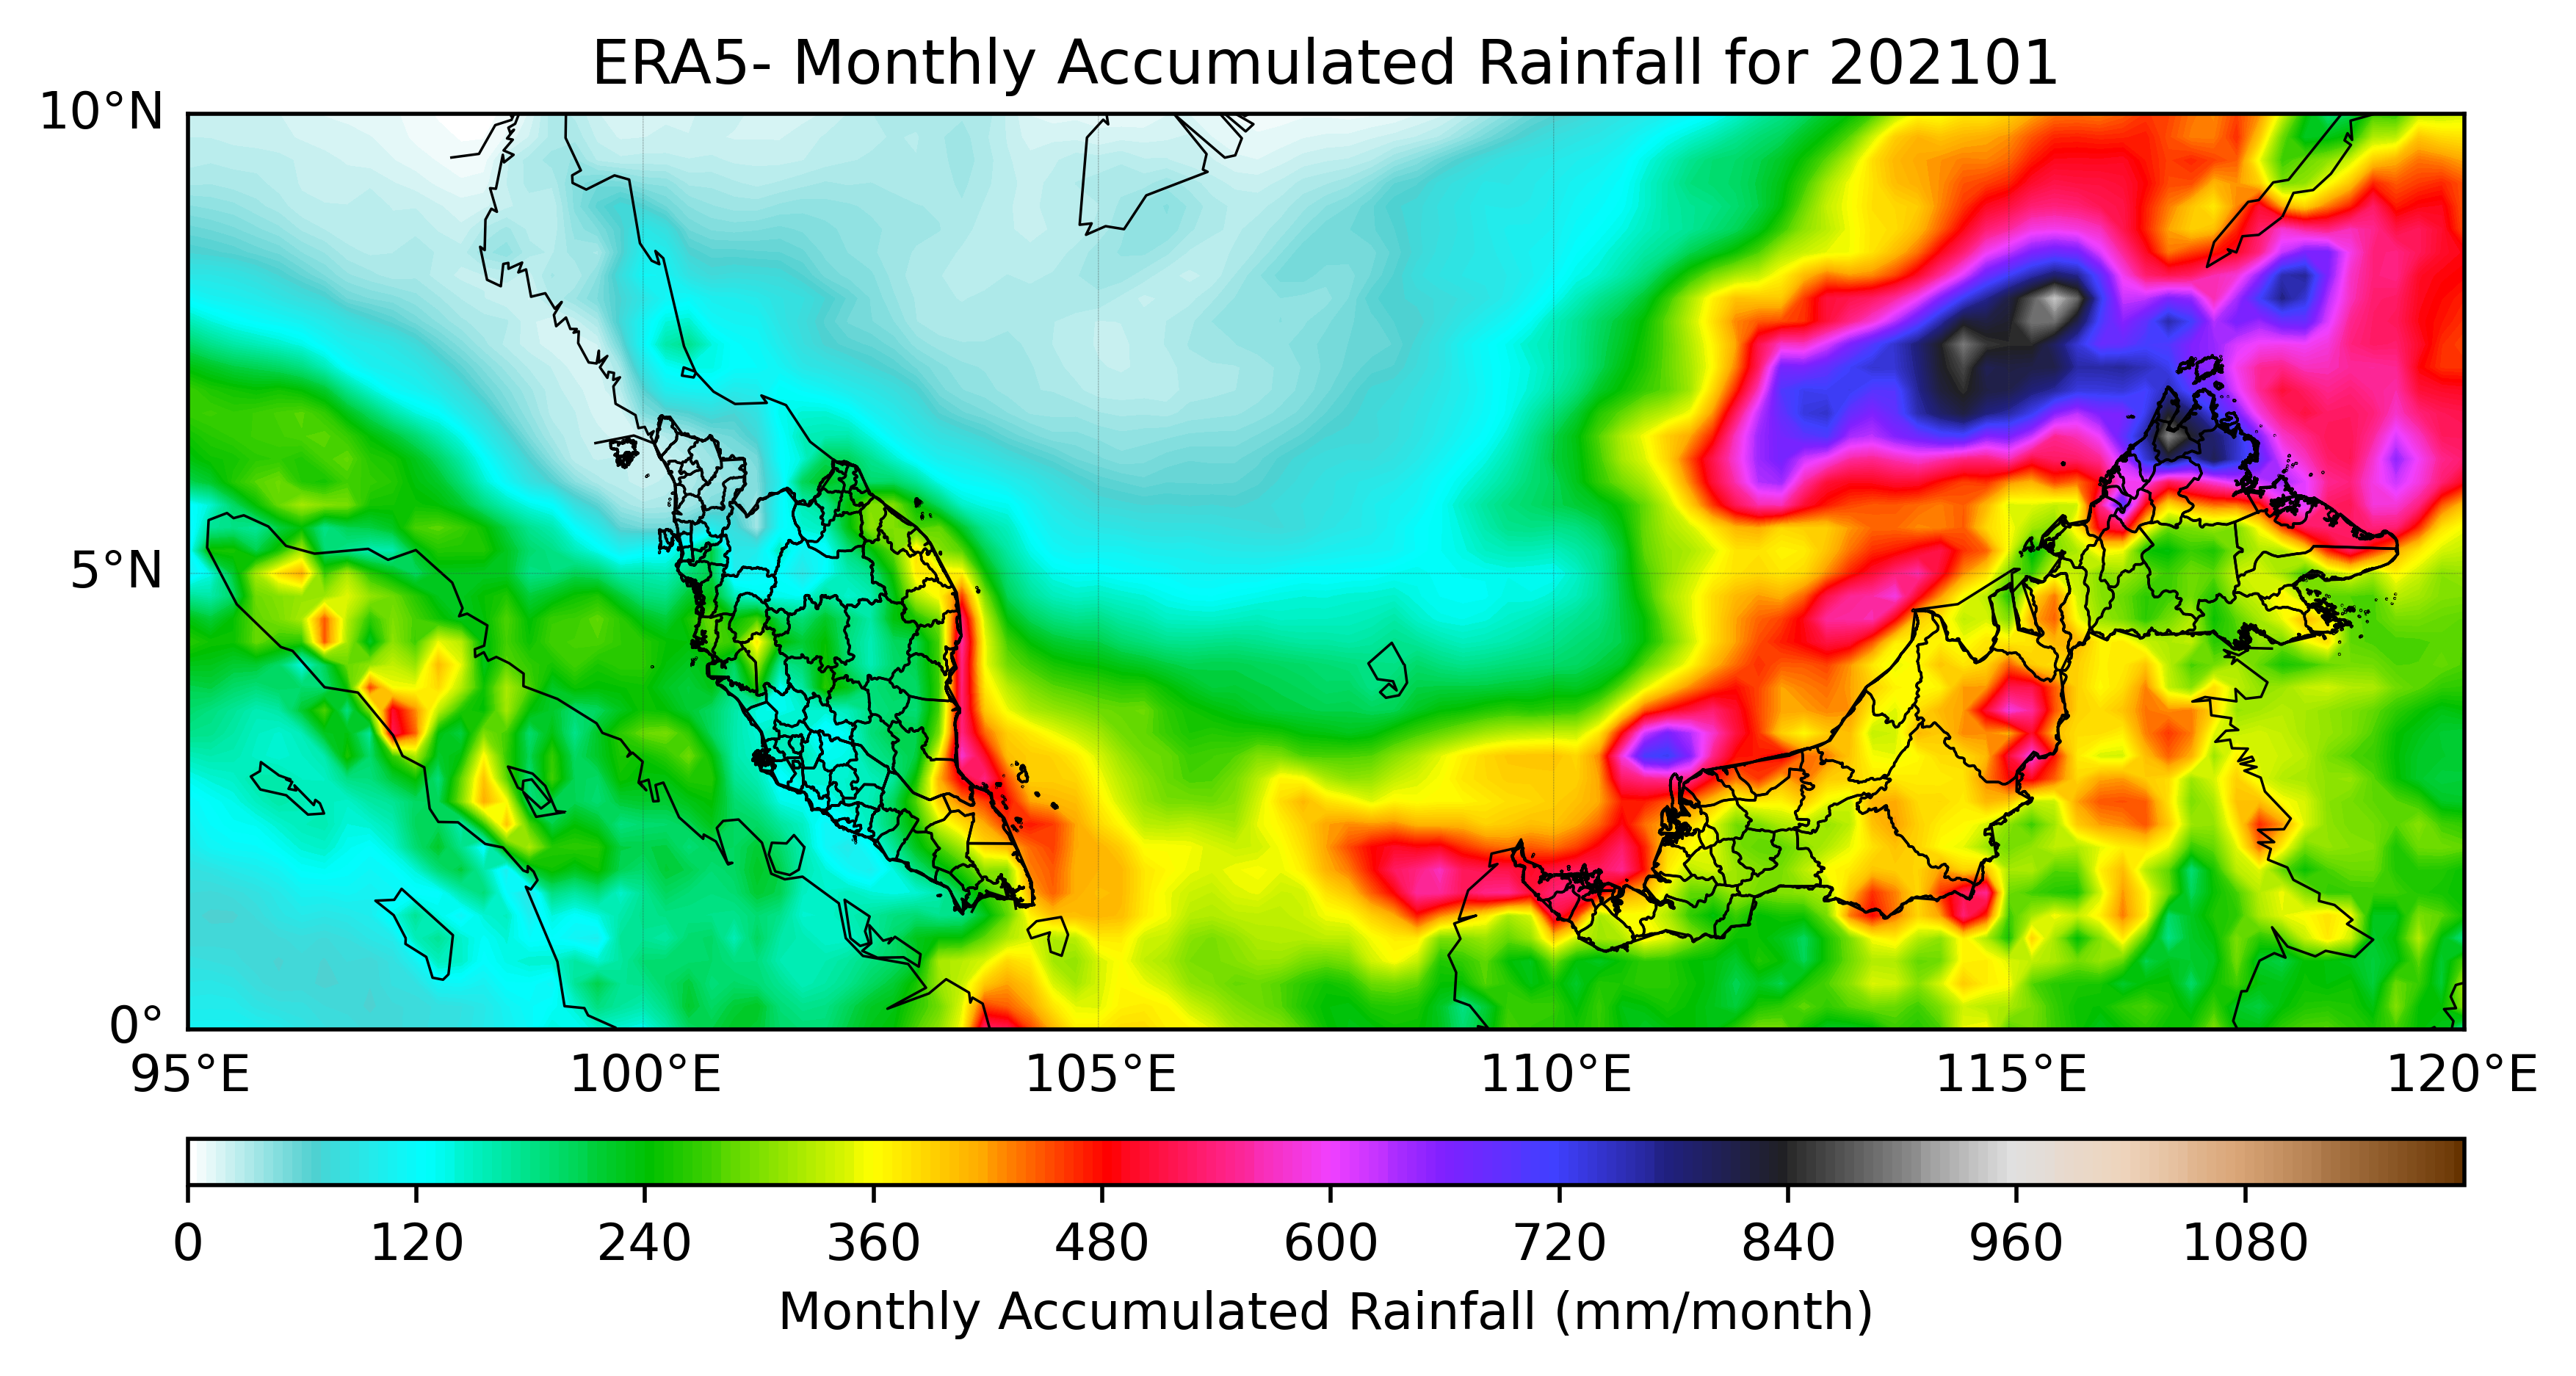 ERA5- Monthly Accumulated Rainfall for 202101
10°N
5°N
0°
95°E 100°E 105°E 110°E 115°E 120°E
0 120 240 360 480 600 720 840 960 1080
Monthly Accumulated Rainfall (mm/month)